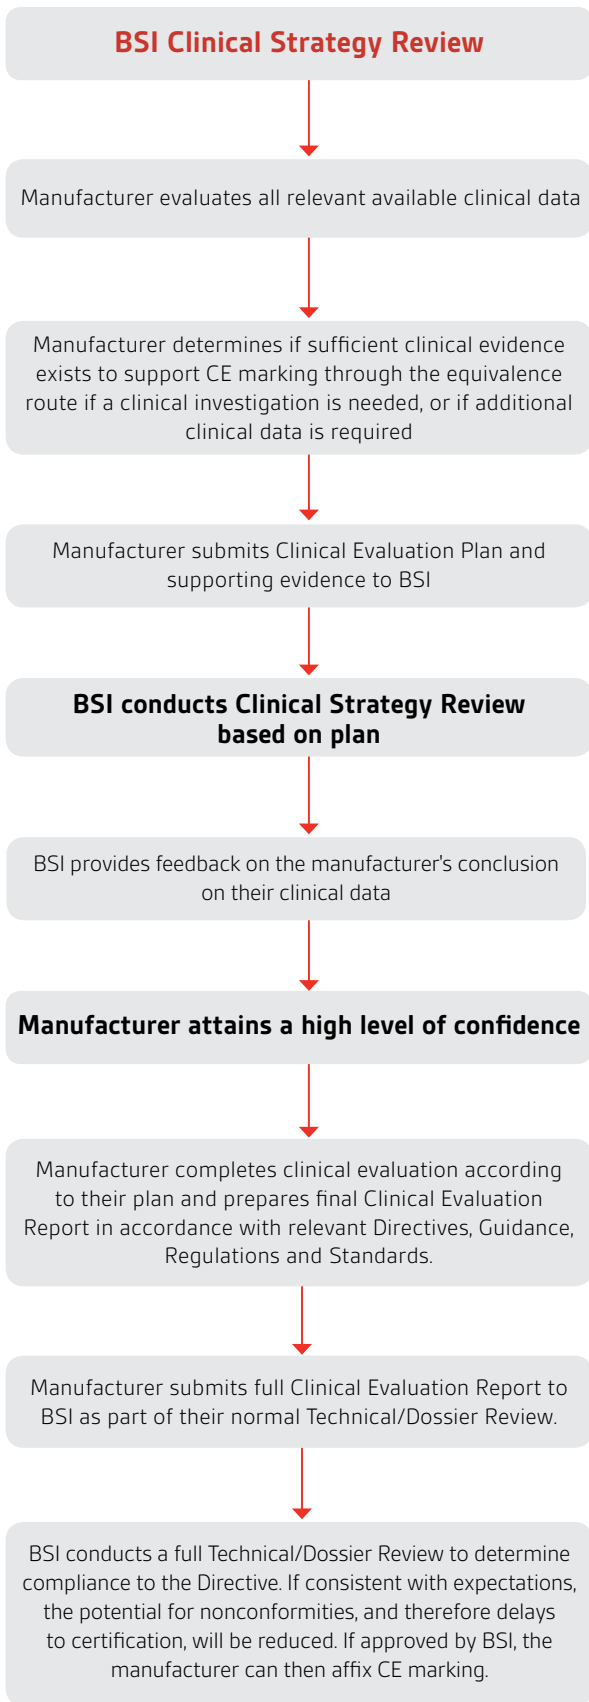 BSI Clinical Strategy Review
Manufacturer evaluates all relevant available clinical data
Manufacturer determines if sufficient clinical evidence
exists to support CE marking through the equivalence
route if a clinical investigation is needed, or if additional
clinical data is required
Manufacturer submits Clinical Evaluation Plan and
supporting evidence to BSI
BSI conducts Clinical Strategy Review
based on plan
BSI provides feedback on the manufacturer's conclusion
on their clinical data
Manufacturer attains a high level of confidence
Manufacturer completes clinical evaluation according
to their plan and prepares final Clinical Evaluation
Report in accordance with relevant Directives, Guidance,
Regulations and Standards.
Manufacturer submits full Clinical Evaluation Report to
BSI as part of their normal Technical/Dossier Review.
BSI conducts a full Technical/Dossier Review to determine
compliance to the Directive. If consistent with expectations,
the potential for nonconformities, and therefore delays
to certification, will be reduced. If approved by BSI, the
manufacturer can then affix CE marking.